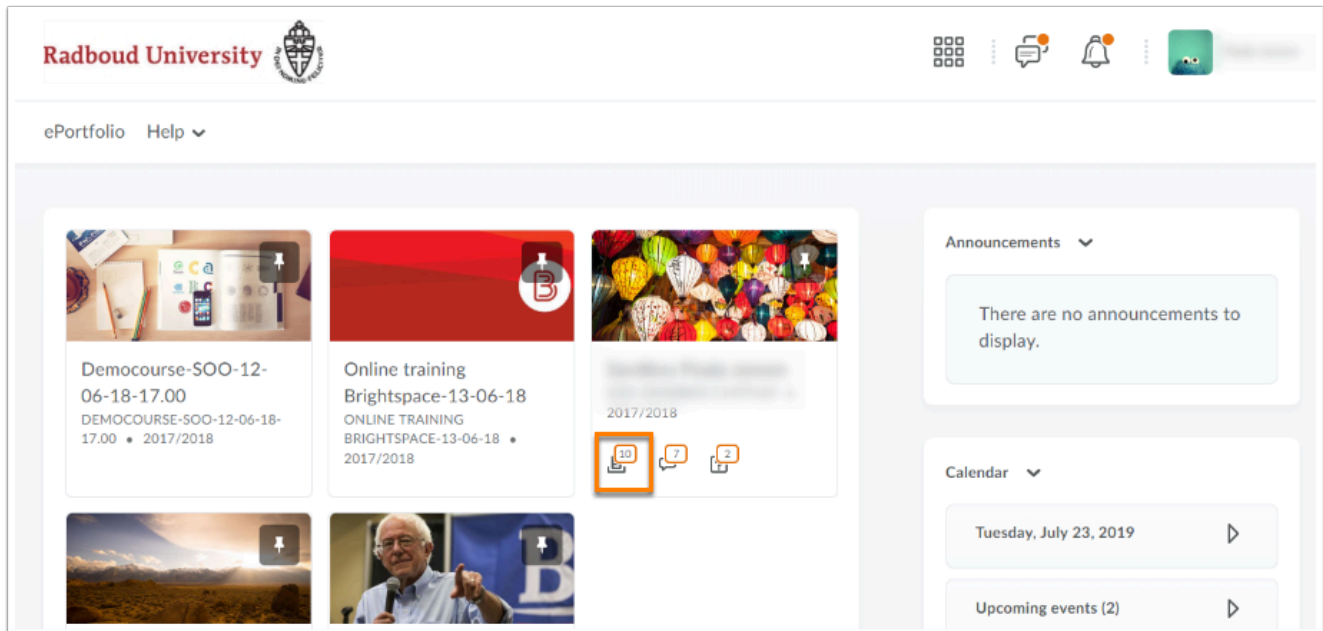 Radboud University
ePortfolio Help
Democourse-SOO-12-
06-18-17.00
DEMOCOURSE-SOO-12-06-18-
17.00 • 2017/2018
Online training
Brightspace-13-06-18
ONLINE TRAINING
BRIGHTSPACE-13-06-18 •
2017/2018
2017/2018
10 7 2
B
Announcements
There are no announcements to
display.
Calendar
Tuesday, July 23, 2019
Upcoming events (2)